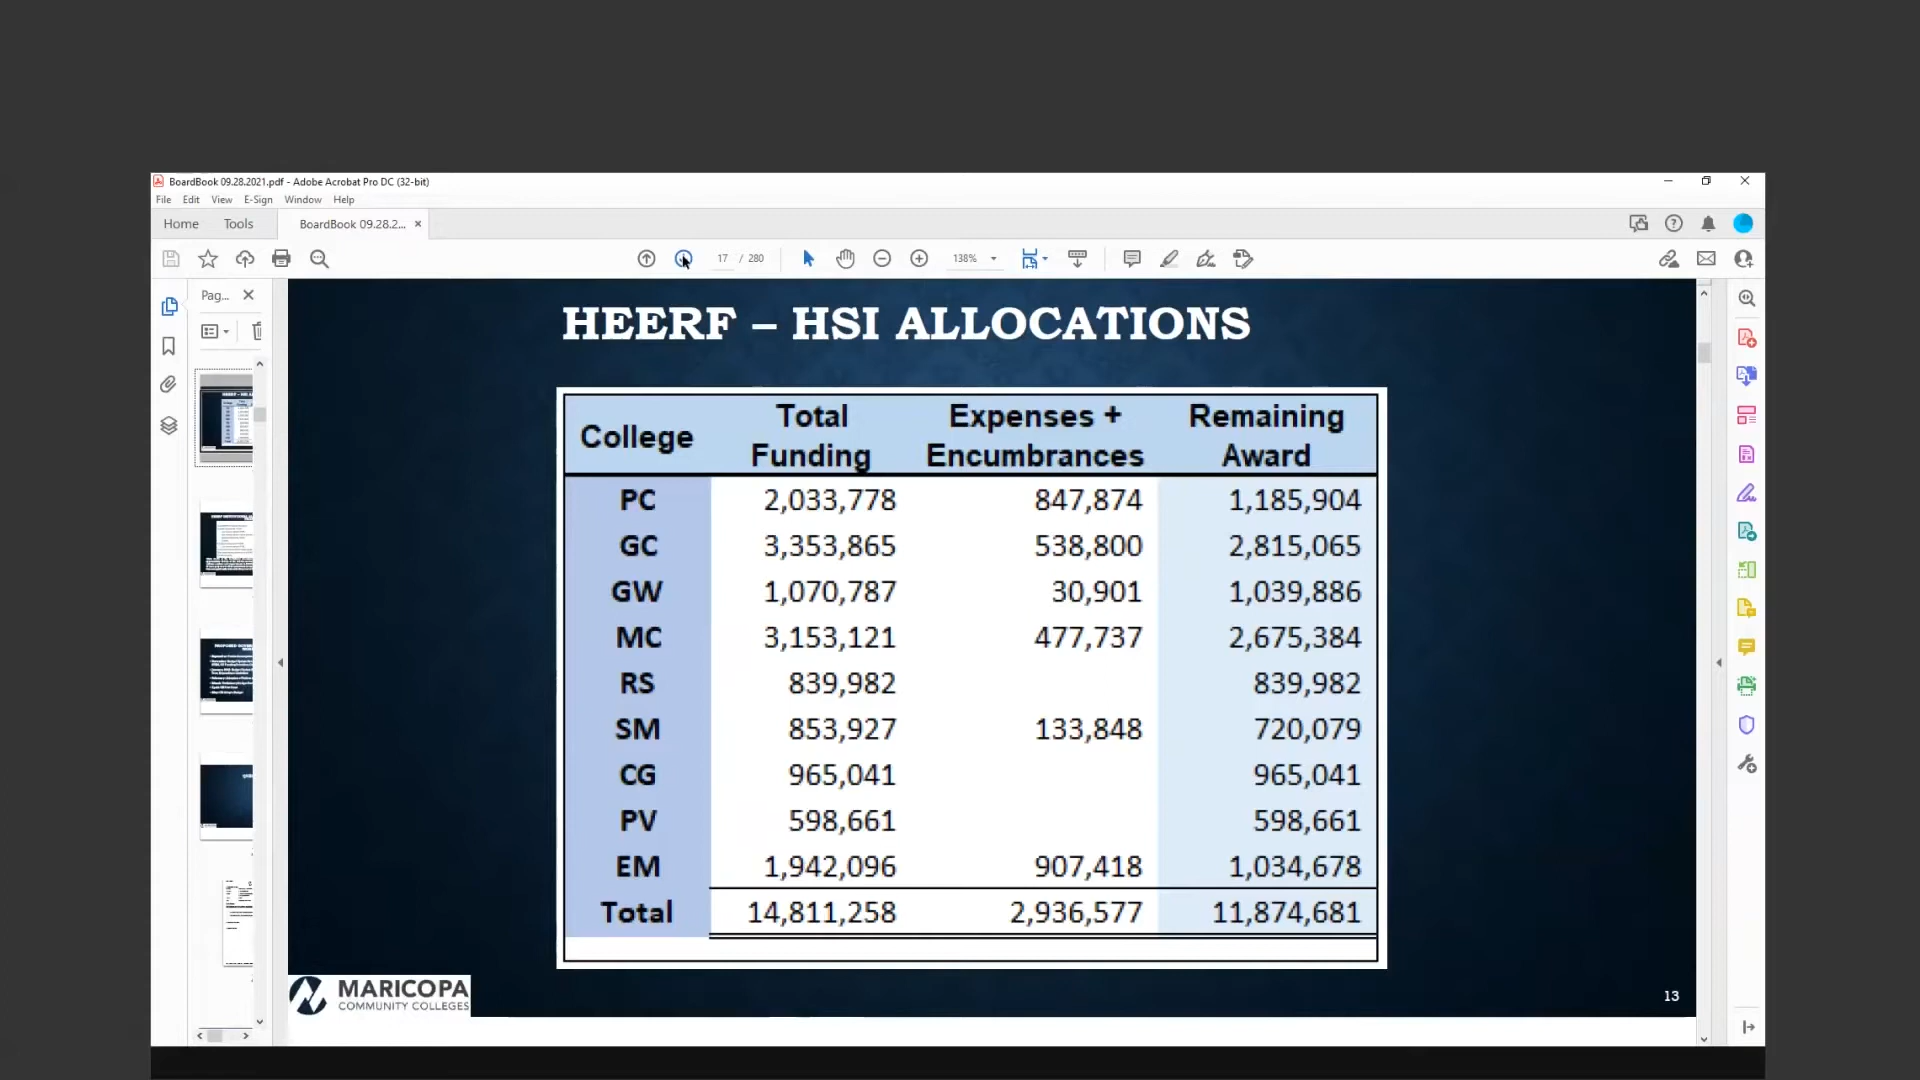 BoardBook 09.28.2021.pdf - Adobe Acrobat Pro DC (32-bit)
File Edit View E-Sign Window Help
Home Tools BoardBook 09.28.2... ×
17 / 280 138%
Pag...
HEERF – HSI ALLOCATIONS
College Total Funding Expenses + Encumbrances Remaining Award
PC 2,033,778 847,874 1,185,904
GC 3,353,865 538,800 2,815,065
GW 1,070,787 30,901 1,039,886
MC 3,153,121 477,737 2,675,384
RS 839,982 839,982
SM 853,927 133,848 720,079
CG 965,041 965,041
PV 598,661 598,661
EM 1,942,096 907,418 1,034,678
Total 14,811,258 2,936,577 11,874,681
MARICOPA
COMMUNITY COLLEGES
13